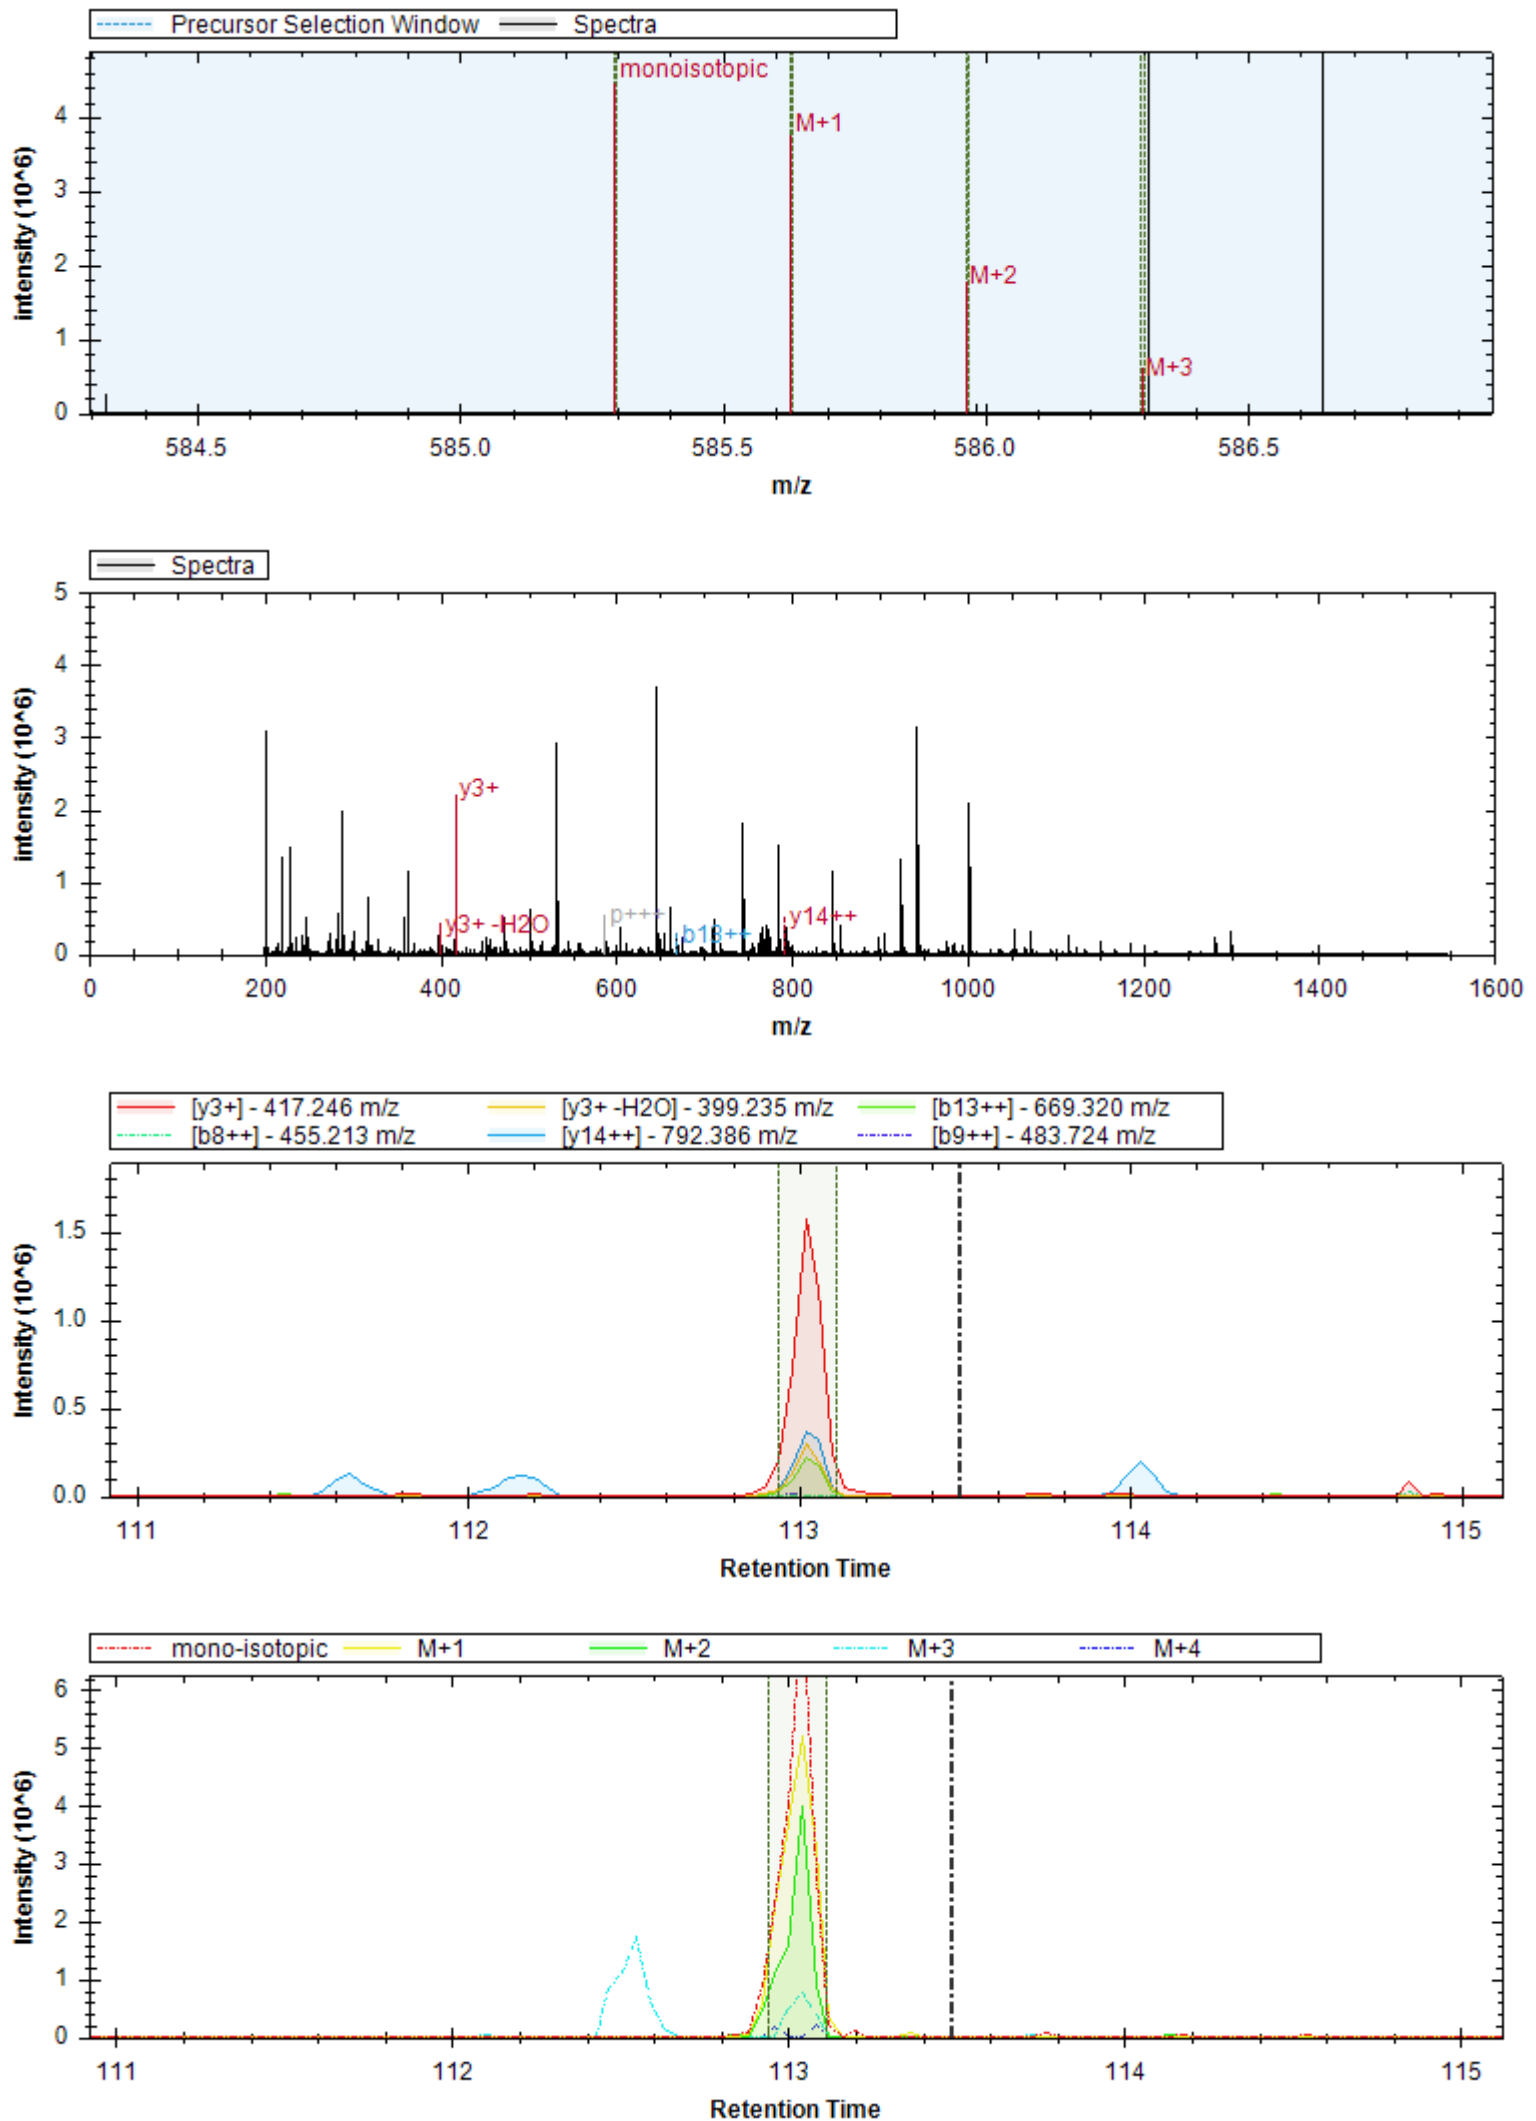 Precursor Selection Window Spectra
monoisotopic
M+1
M+2
M+3
intensity (10^6)
4
3
2
1
0
584.5 585.0 585.5 586.0 586.5
m/z
Spectra
5
4
3
2
1
0
intensity (10^6)
y3+
y3+ -H2O
p+++
b13++
y14++
0 200 400 600 800 1000 1200 1400 1600
m/z
[y3+] - 417.246 m/z [y3+ -H2O] - 399.235 m/z [b13++] - 669.320 m/z
[b8++] - 455.213 m/z [y14++] - 792.386 m/z [b9++] - 483.724 m/z
Intensity (10^6)
1.5
1.0
0.5
0.0
111 112 113 114 115
Retention Time
mono-isotopic M+1 M+2 M+3 M+4
Intensity (10^6)
6
5
4
3
2
1
0
111 112 113 114 115
Retention Time